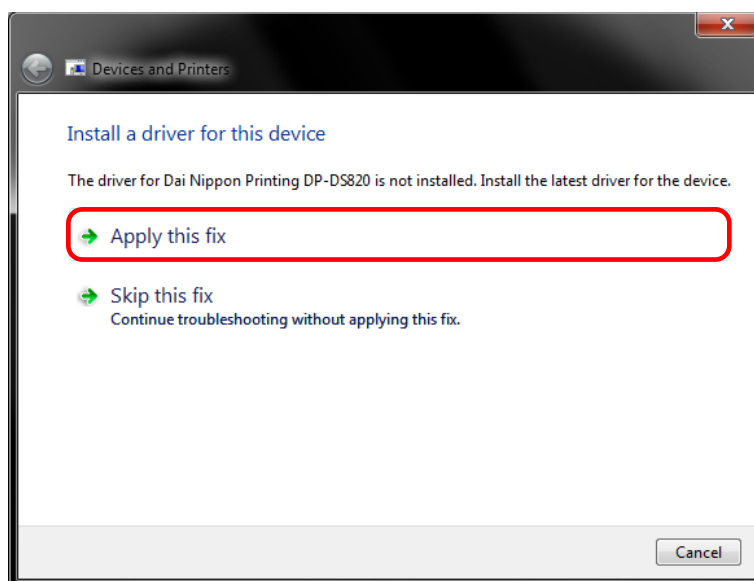 Devices and Printers
Install a driver for this device
The driver for Dai Nippon Printing DP-DS820 is not installed. Install the latest driver for the device.
Apply this fix
Skip this fix
Continue troubleshooting without applying this fix.
Cancel